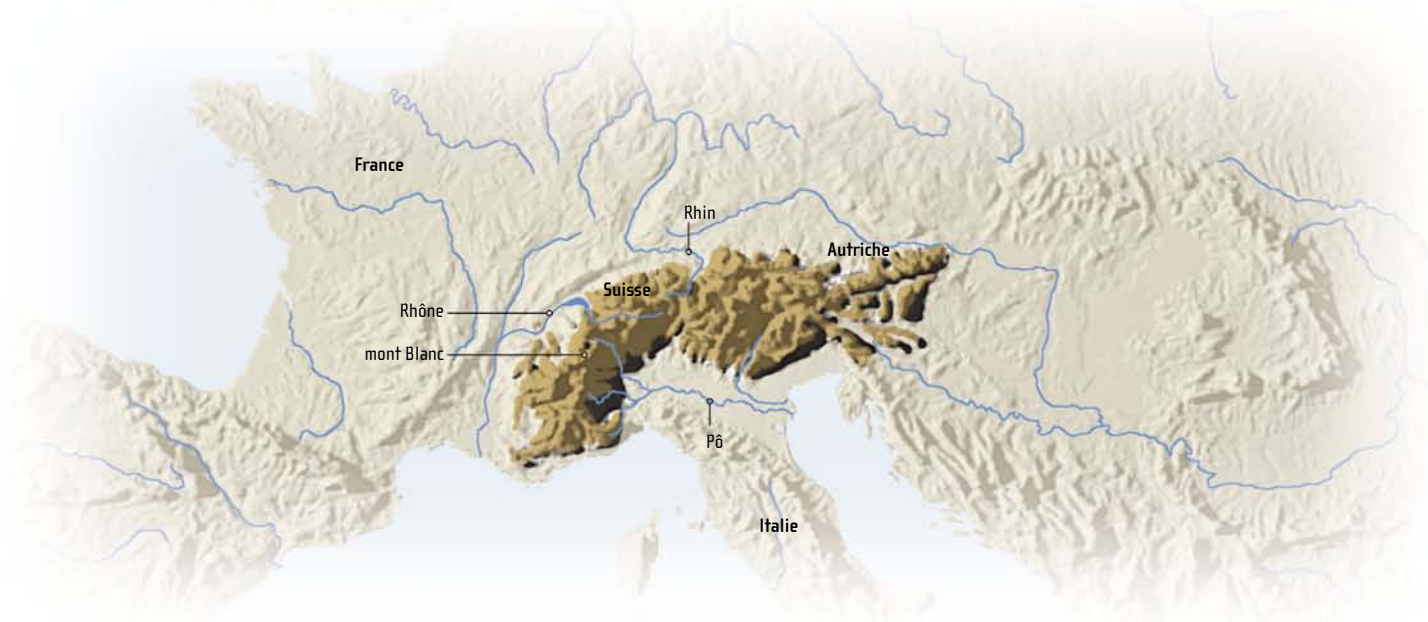 France
Rhin
Autriche
Suisse
Rhône
mont Blanc
Pô
Italie